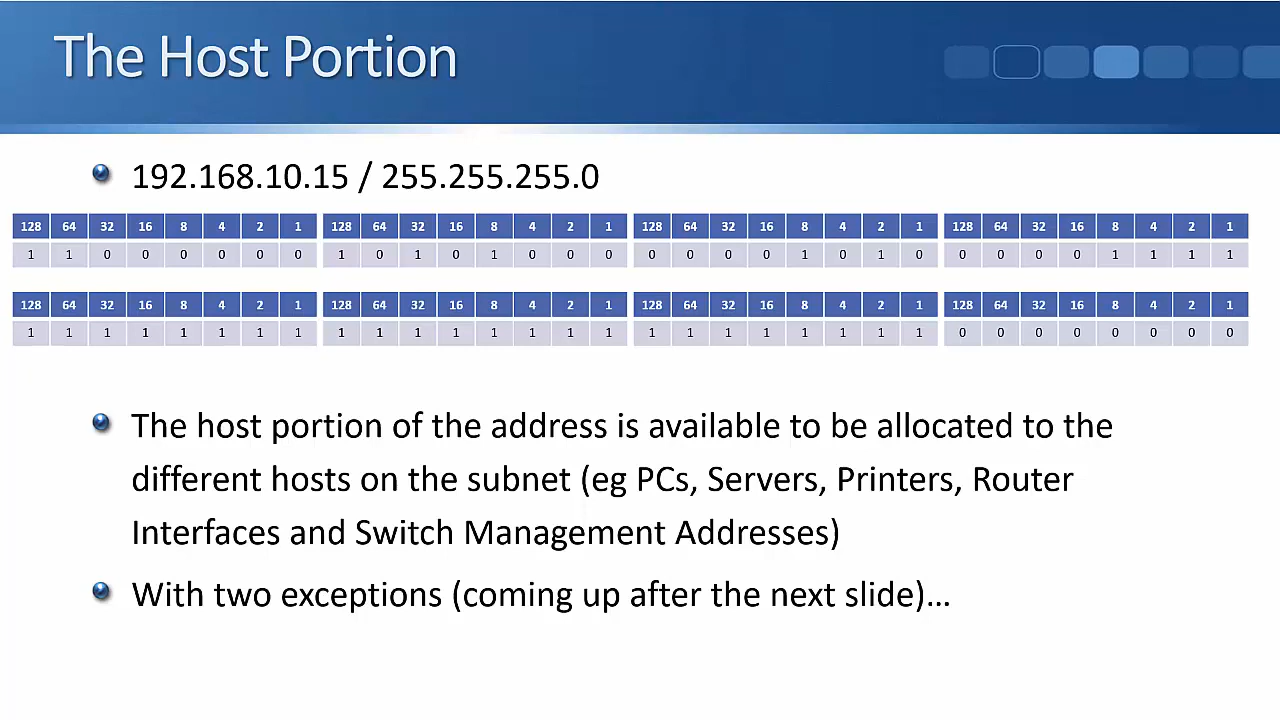 The Host Portion
192.168.10.15 / 255.255.255.0
128 64 32 16 8 4 2 1 128 64 32 16 8 4 2 1 128 64 32 16 8 4 2 1 128 64 32 16 8 4 2 1
1 1 0 0 0 0 0 0 1 0 1 0 1 0 0 0 0 0 0 0 1 0 1 0 0 0 0 0 1 1 1 1
128 64 32 16 8 4 2 1 128 64 32 16 8 4 2 1 128 64 32 16 8 4 2 1 128 64 32 16 8 4 2 1
1 1 1 1 1 1 1 1 1 1 1 1 1 1 1 1 1 1 1 1 1 1 1 1 0 0 0 0 0 0 0 0
The host portion of the address is available to be allocated to the
different hosts on the subnet (eg PCs, Servers, Printers, Router
Interfaces and Switch Management Addresses)
With two exceptions (coming up after the next slide)…